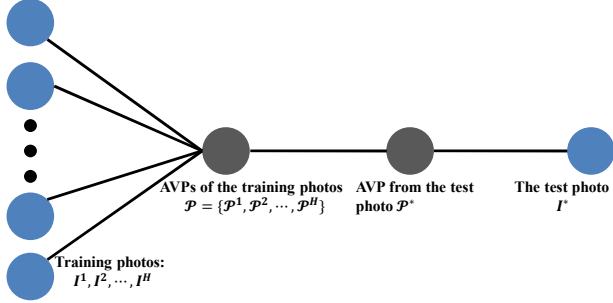 AVPs of the training photos
𝓟 = {𝓟¹, 𝓟², ⋯, 𝓟ᴴ}
AVP from the test
photo 𝓟*
The test photo
I*
Training photos:
I¹, I², ⋯, Iᴴ